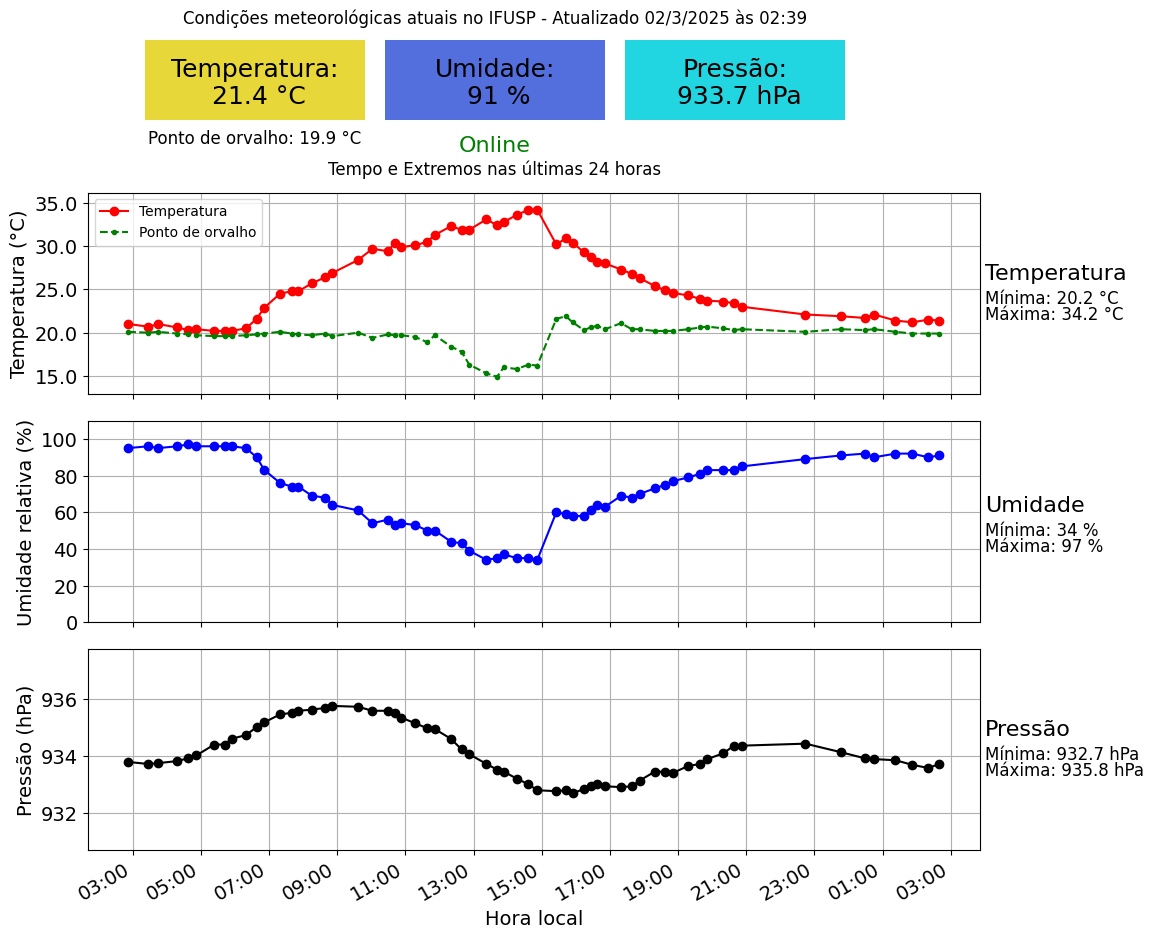 Condições meteorológicas atuais no IFUSP - Atualizado 02/3/2025 às 02:39
Temperatura:
21.4 °C
Umidade:
91 %
Pressão:
933.7 hPa
Ponto de orvalho: 19.9 °C
Online
Tempo e Extremos nas últimas 24 horas
Temperatura (°C)
35.0
30.0
25.0
20.0
15.0
Temperatura
Ponto de orvalho
Temperatura
Mínima: 20.2 °C
Máxima: 34.2 °C
Umidade relativa (%)
100
80
60
40
20
0
Umidade
Mínima: 34 %
Máxima: 97 %
Pressão (hPa)
936
934
932
Pressão
Mínima: 932.7 hPa
Máxima: 935.8 hPa
03:00 05:00 07:00 09:00 11:00 13:00 15:00 17:00 19:00 21:00 23:00 01:00 03:00
Hora local